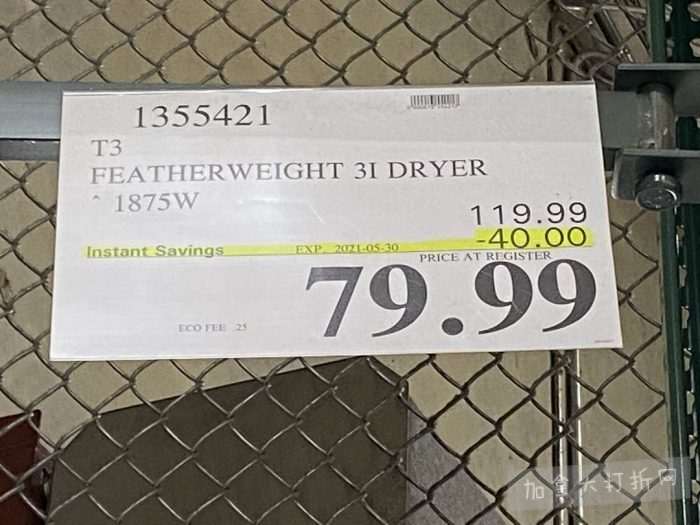 1355421
T3
FEATHERWEIGHT 3I DRYER
^ 1875W
119.99
Instant Savings EXP. 2021-05-30 -40.00
PRICE AT REGISTER
79.99
ECO FEE .25
加拿大打折网